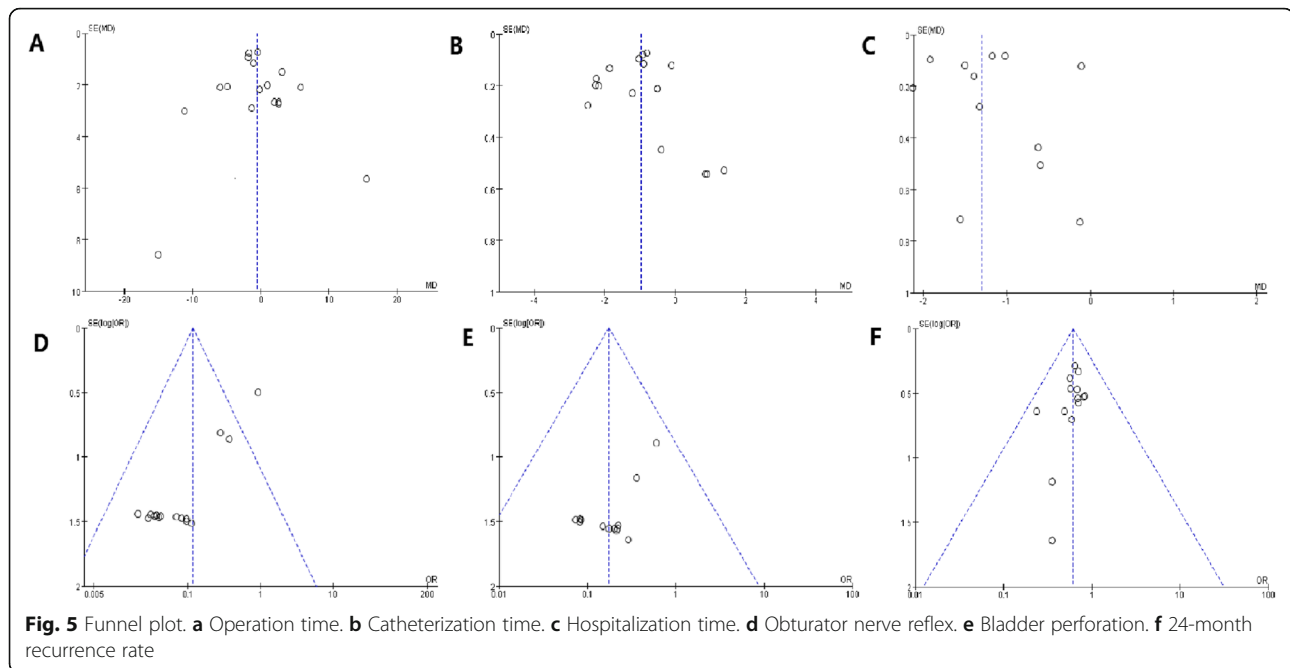 A
SE(MD)
0
2
4
6
8
10
-20 -10 0 10 20
MD
B
SE(MD)
0
0.2
0.4
0.6
0.8
1
-4 -2 0 2 4
MD
C
SE(MD)
0
0.2
0.4
0.6
0.8
1
-2 -1 0 1 2
MD
D
SE(log[OR])
0
0.5
1
1.5
2
0.005 0.1 1 10 200
OR
E
SE(log[OR])
0
0.5
1
1.5
2
0.01 0.1 1 10 100
OR
F
SE(log[OR])
0
0.5
1
1.5
2
0.01 0.1 1 10 100
OR
Fig. 5 Funnel plot. a Operation time. b Catheterization time. c Hospitalization time. d Obturator nerve reflex. e Bladder perforation. f 24-month
recurrence rate